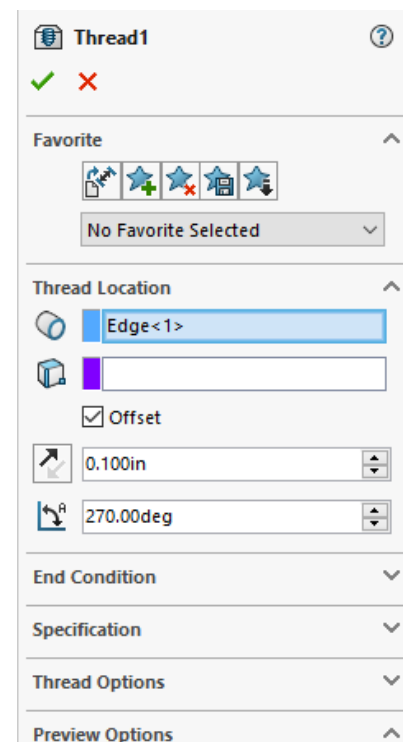 Thread1
Favorite
No Favorite Selected
Thread Location
Edge<1>
Offset
0.100in
A
270.00deg
End Condition
Specification
Thread Options
Preview Options